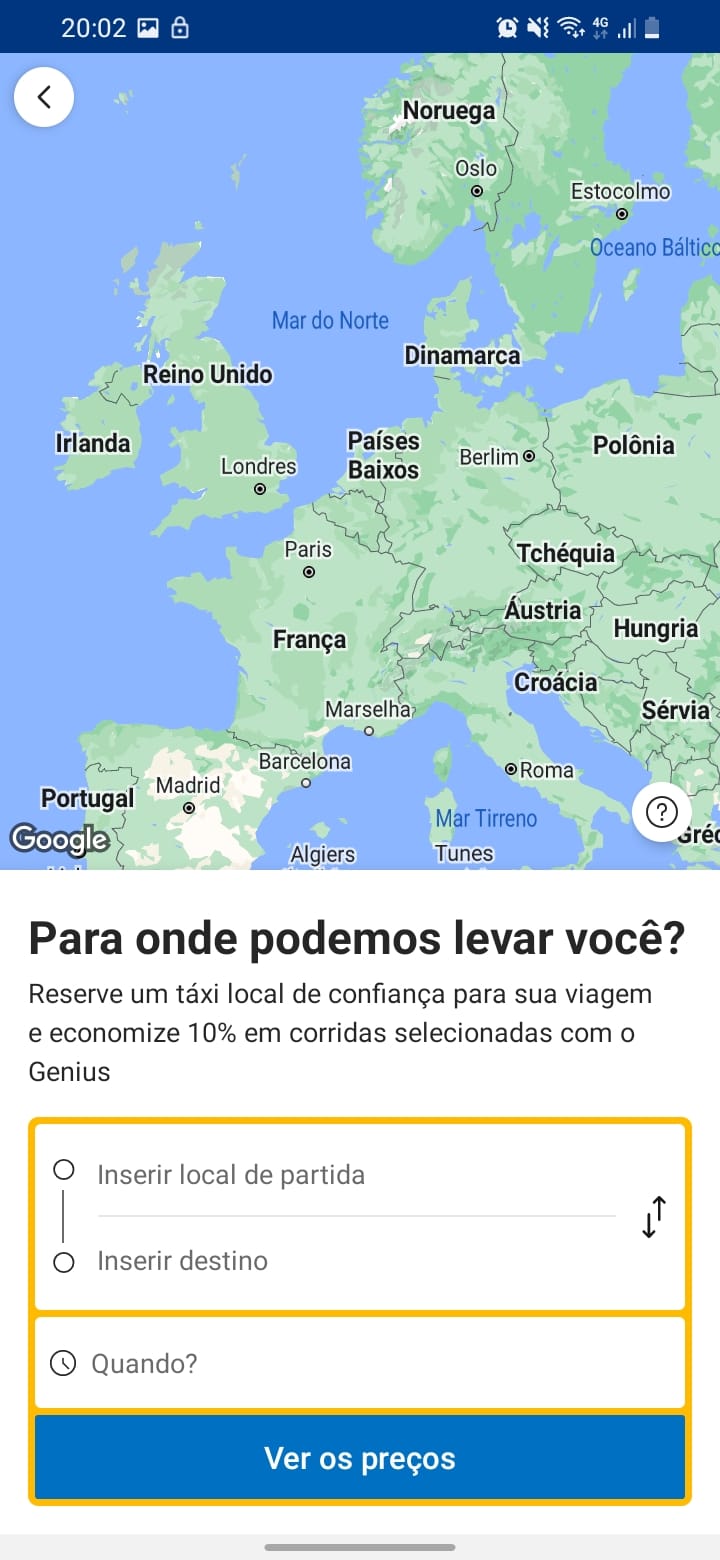 20:02
4G
Noruega
Oslo
Estocolmo
Oceano Báltico
Mar do Norte
Dinamarca
Reino Unido
Irlanda
Países
Baixos
Berlim
Polônia
Londres
Paris
Tchéquia
Áustria
Hungria
França
Croácia
Marselha
Sérvia
Barcelona
Roma
Madrid
Portugal
Mar Tirreno
Google
Gréc
Algiers
Tunes
Para onde podemos levar você?
Reserve um táxi local de confiança para sua viagem
e economize 10% em corridas selecionadas com o
Genius
Inserir local de partida
Inserir destino
Quando?
Ver os preços